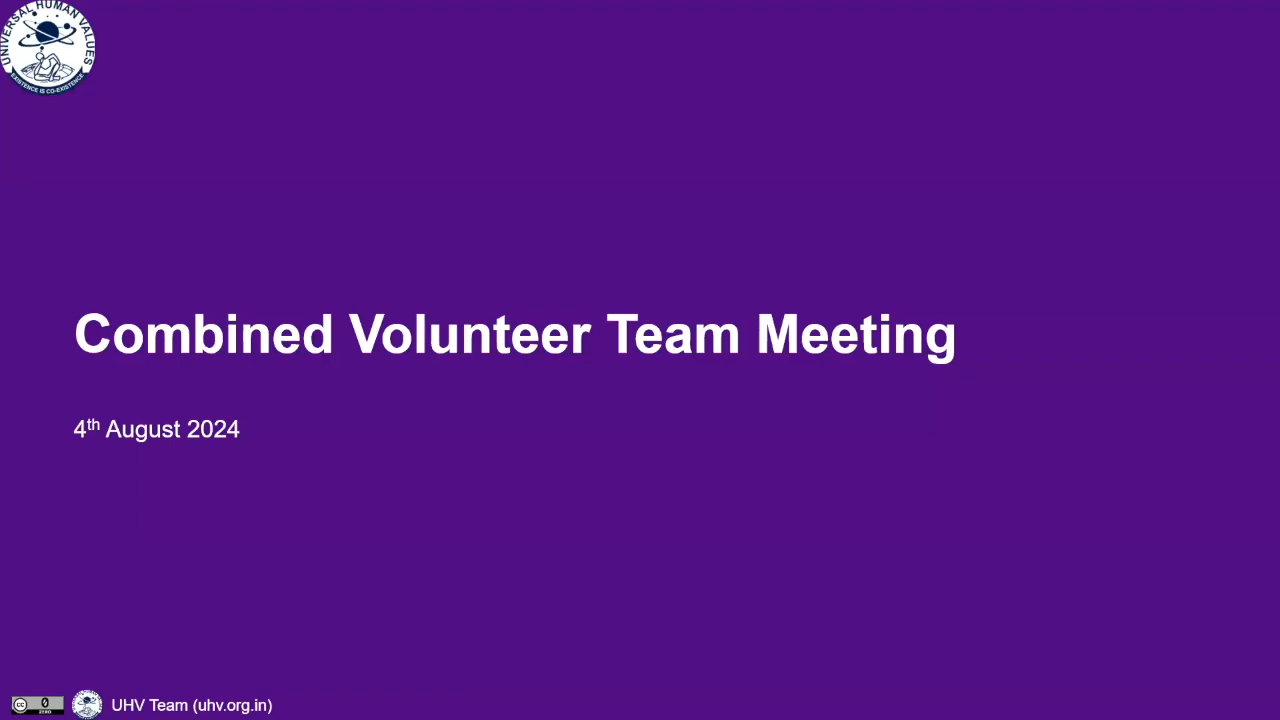 UNIVERSAL HUMAN VALUES
EXISTENCE IS CO-EXISTENCE
Combined Volunteer Team Meeting
4th August 2024
UHV Team (uhv.org.in)